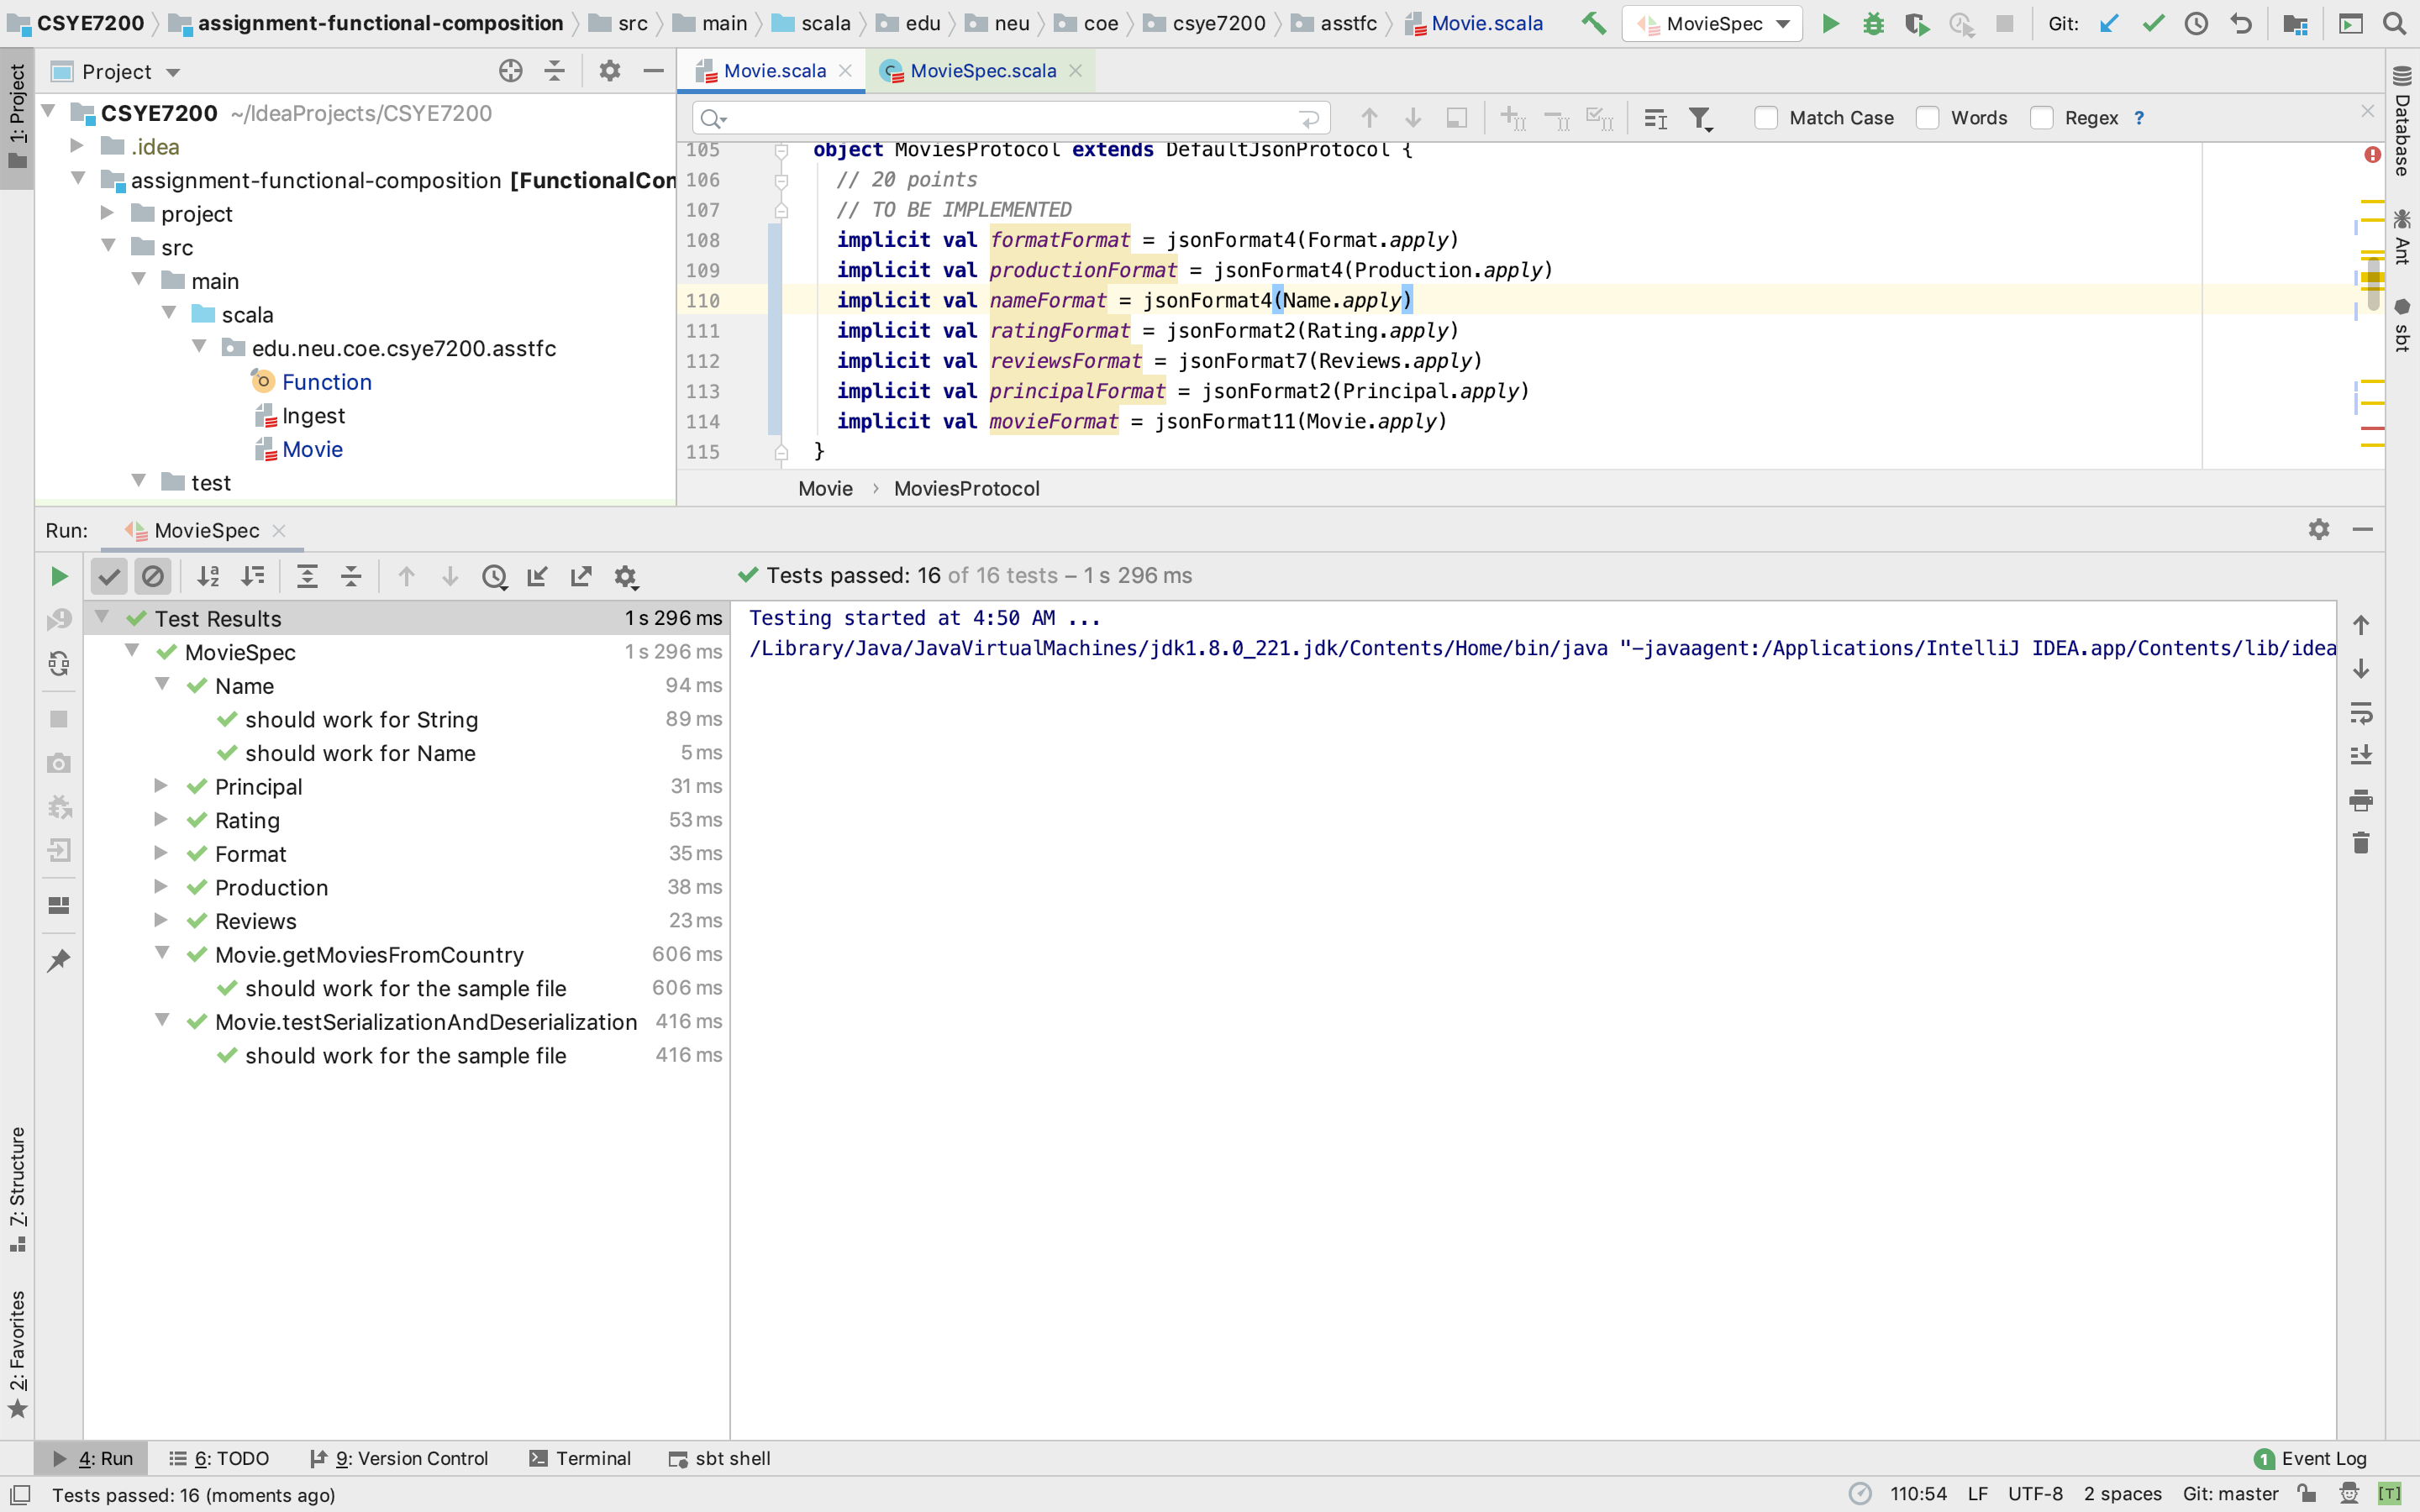 CSYE7200 assignment-functional-composition src main scala edu neu coe csye7200 asstfc Movie.scala MovieSpec Git:
Project
Movie.scala MovieSpec.scala
1: Project
CSYE7200 ~/IdeaProjects/CSYE7200
.idea
assignment-functional-composition [FunctionalCon
project
src
main
scala
edu.neu.coe.csye7200.asstfc
Function
Ingest
Movie
test
Match Case Words Regex ?
105 object MoviesProtocol extends DefaultJsonProtocol {
106 // 20 points
107 // TO BE IMPLEMENTED
108 implicit val formatFormat = jsonFormat4(Format.apply)
109 implicit val productionFormat = jsonFormat4(Production.apply)
110 implicit val nameFormat = jsonFormat4(Name.apply)
111 implicit val ratingFormat = jsonFormat2(Rating.apply)
112 implicit val reviewsFormat = jsonFormat7(Reviews.apply)
113 implicit val principalFormat = jsonFormat2(Principal.apply)
114 implicit val movieFormat = jsonFormat11(Movie.apply)
115 }
Movie MoviesProtocol
Database
Ant
sbt
Run: MovieSpec
Tests passed: 16 of 16 tests – 1 s 296 ms
Test Results 1 s 296 ms
MovieSpec 1 s 296 ms
Name 94 ms
should work for String 89 ms
should work for Name 5 ms
Principal 31 ms
Rating 53 ms
Format 35 ms
Production 38 ms
Reviews 23 ms
Movie.getMoviesFromCountry 606 ms
should work for the sample file 606 ms
Movie.testSerializationAndDeserialization 416 ms
should work for the sample file 416 ms
Testing started at 4:50 AM ...
/Library/Java/JavaVirtualMachines/jdk1.8.0_221.jdk/Contents/Home/bin/java "-javaagent:/Applications/IntelliJ IDEA.app/Contents/lib/idea
7: Structure
2: Favorites
4: Run 6: TODO 9: Version Control Terminal sbt shell 1 Event Log
Tests passed: 16 (moments ago) 110:54 LF UTF-8 2 spaces Git: master [T]